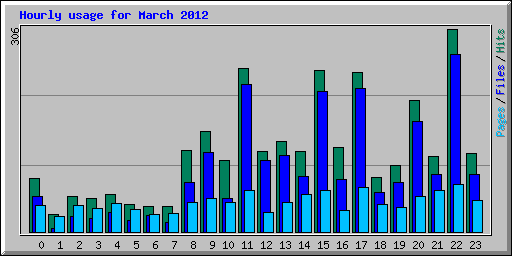 Hourly usage for March 2012
306
Pages / Files / Hits
0 1 2 3 4 5 6 7 8 9 10 11 12 13 14 15 16 17 18 19 20 21 22 23